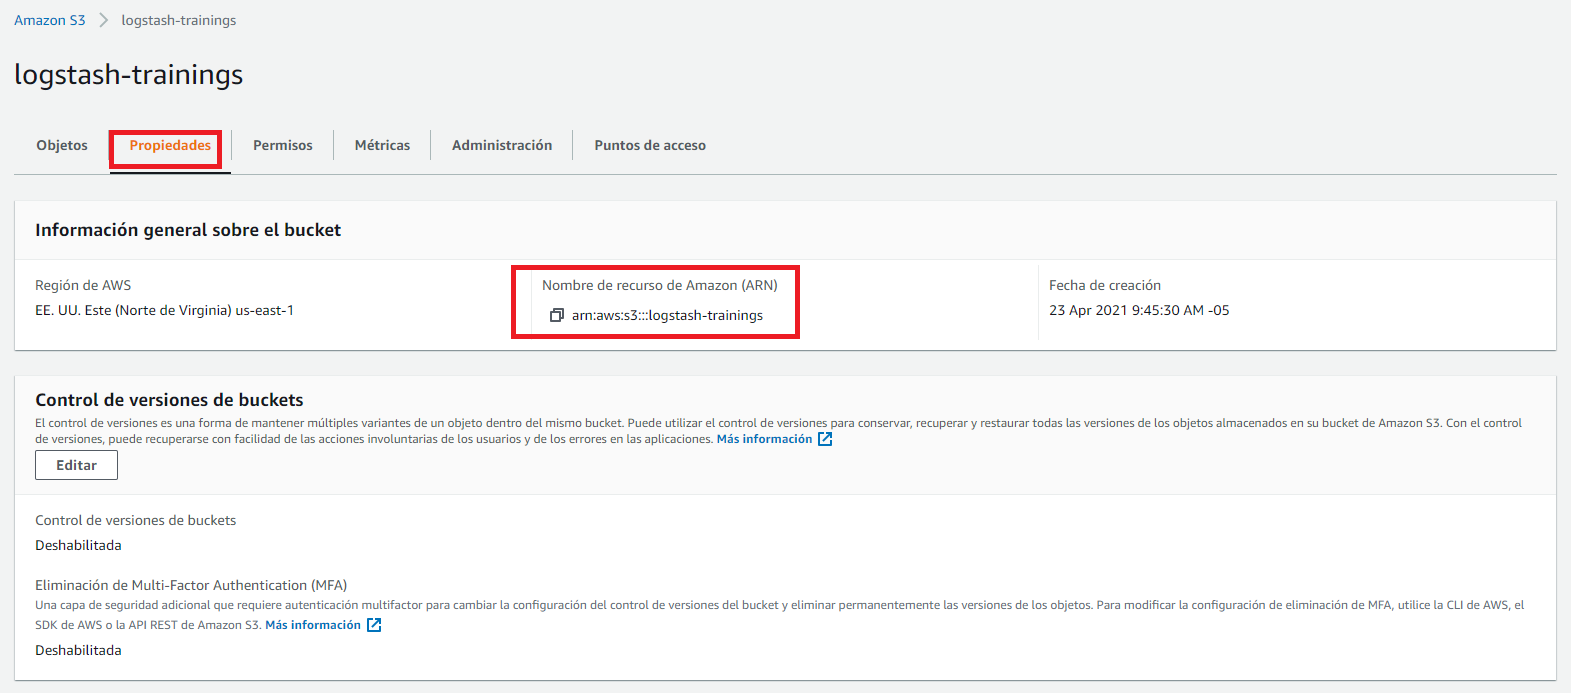 Amazon S3 > logstash-trainings
logstash-trainings
Objetos Propiedades Permisos Métricas Administración Puntos de acceso
Información general sobre el bucket
Región de AWS
EE. UU. Este (Norte de Virginia) us-east-1
Nombre de recurso de Amazon (ARN)
arn:aws:s3:::logstash-trainings
Fecha de creación
23 Apr 2021 9:45:30 AM -05
Control de versiones de buckets
El control de versiones es una forma de mantener múltiples variantes de un objeto dentro del mismo bucket. Puede utilizar el control de versiones para conservar, recuperar y restaurar todas las versiones de los objetos almacenados en su bucket de Amazon S3. Con el control
de versiones, puede recuperarse con facilidad de las acciones involuntarias de los usuarios y de los errores en las aplicaciones. Más información
Editar
Control de versiones de buckets
Deshabilitada
Eliminación de Multi-Factor Authentication (MFA)
Una capa de seguridad adicional que requiere autenticación multifactor para cambiar la configuración del control de versiones del bucket y eliminar permanentemente las versiones de los objetos. Para modificar la configuración de eliminación de MFA, utilice la CLI de AWS, el
SDK de AWS o la API REST de Amazon S3. Más información
Deshabilitada